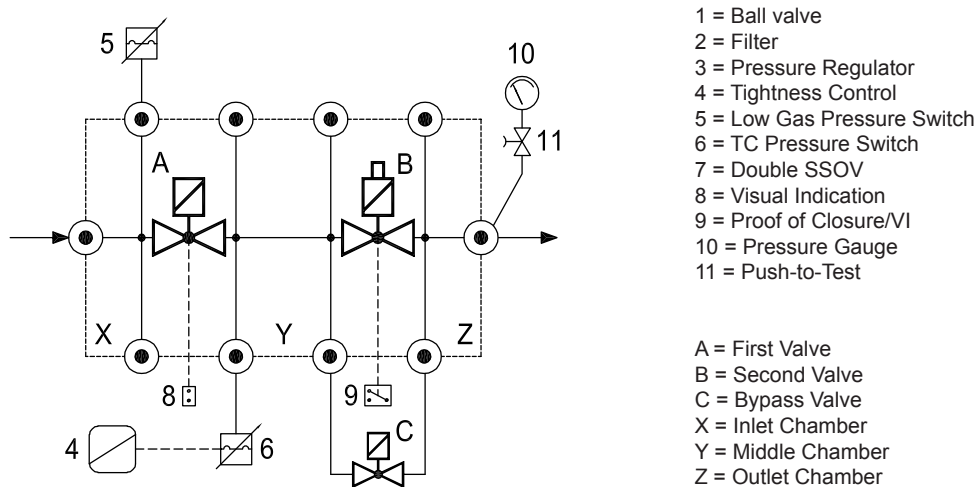 5
10
11
A
B
X
Y
Z
8
9
C
4
6
1 = Ball valve
2 = Filter
3 = Pressure Regulator
4 = Tightness Control
5 = Low Gas Pressure Switch
6 = TC Pressure Switch
7 = Double SSOV
8 = Visual Indication
9 = Proof of Closure/VI
10 = Pressure Gauge
11 = Push-to-Test
A = First Valve
B = Second Valve
C = Bypass Valve
X = Inlet Chamber
Y = Middle Chamber
Z = Outlet Chamber